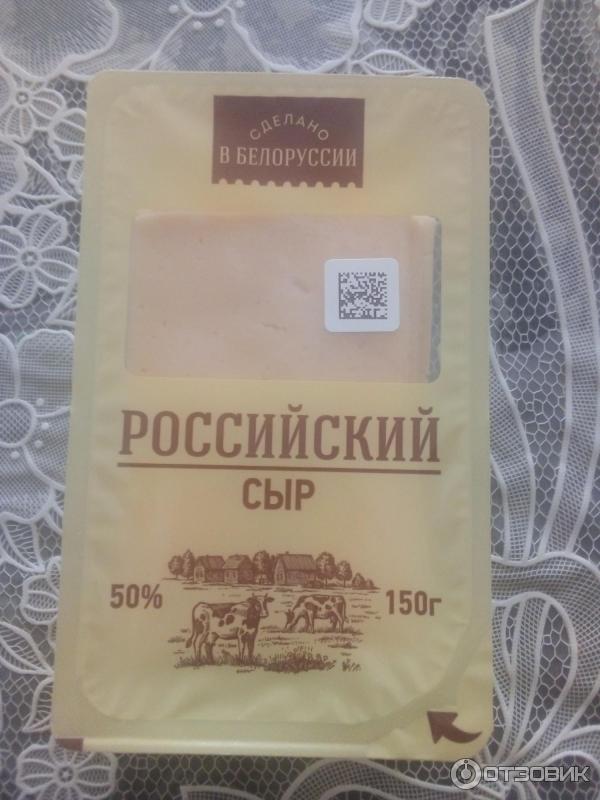 СДЕЛАНО
В БЕЛОРУССИИ
РОССИЙСКИЙ
СЫР
50%
150г
ОТЗОВИК